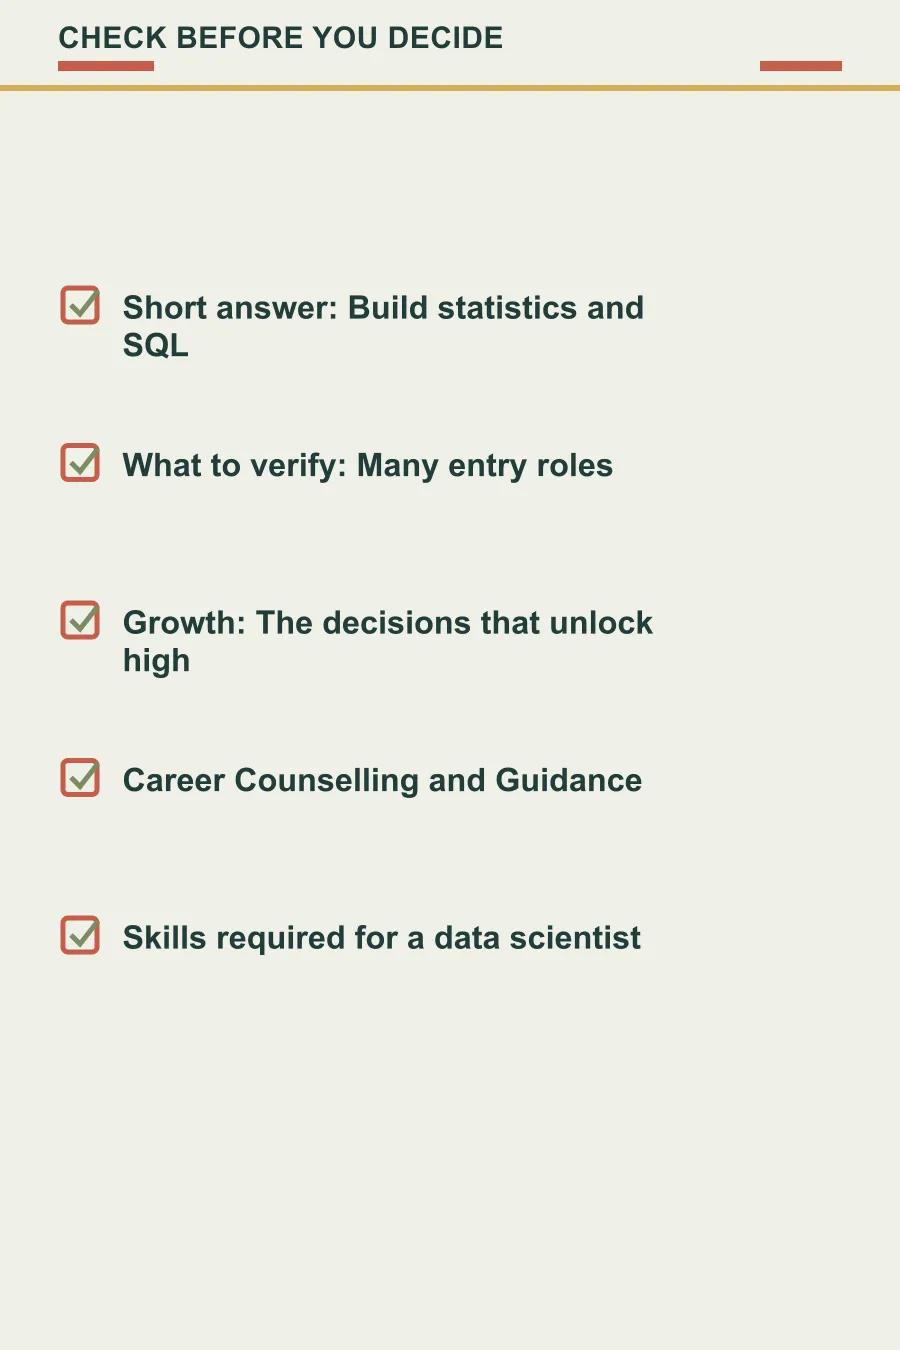 CHECK BEFORE YOU DECIDE
Short answer: Build statistics and
SQL
What to verify: Many entry roles
Growth: The decisions that unlock
high
Career Counselling and Guidance
Skills required for a data scientist